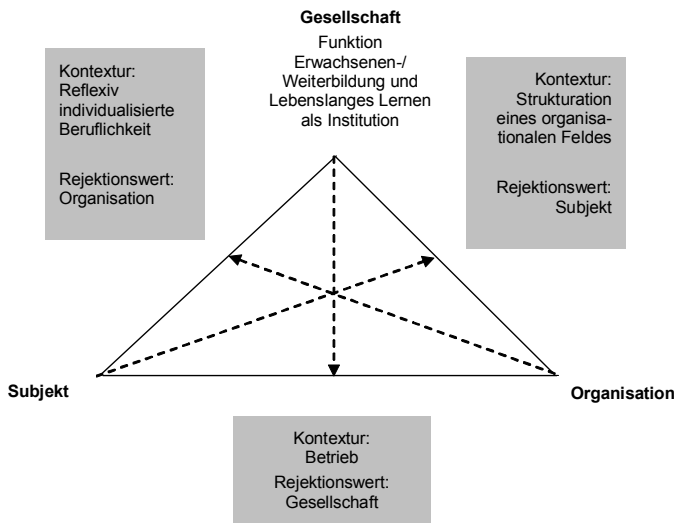 Gesellschaft
Funktion
Erwachsenen-/
Weiterbildung und
Lebenslanges Lernen
als Institution
Kontextur:
Reflexiv
individualisierte
Beruflichkeit
Rejektionswert:
Organisation
Kontextur:
Strukturation
eines organisa-
tionalen Feldes
Rejektionswert:
Subjekt
Subjekt
Organisation
Kontextur:
Betrieb
Rejektionswert:
Gesellschaft